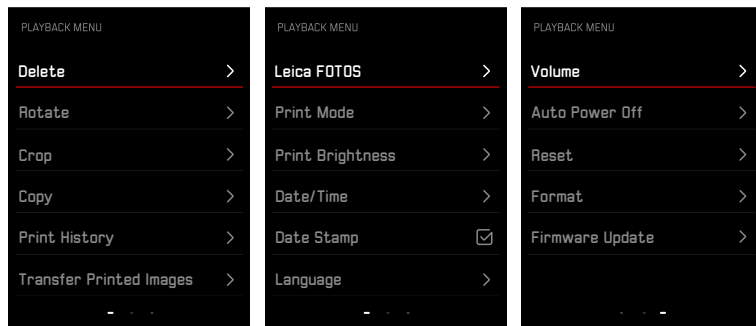 PLAYBACK MENU
Delete
Rotate
Crop
Copy
Print History
Transfer Printed Images
PLAYBACK MENU
Leica FOTOS
Print Mode
Print Brightness
Date/Time
Date Stamp
Language
PLAYBACK MENU
Volume
Auto Power Off
Reset
Format
Firmware Update